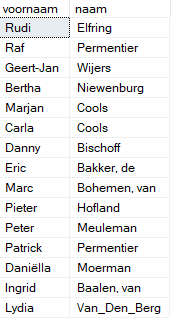 voornaam naam
Rudi Elfring
Raf Permentier
Geert-Jan Wijers
Bertha Niewenburg
Marjan Cools
Carla Cools
Danny Bischoff
Eric Bakker, de
Marc Bohemen, van
Pieter Hofland
Peter Meuleman
Patrick Permentier
Daniëlla Moerman
Ingrid Baalen, van
Lydia Van_Den_Berg